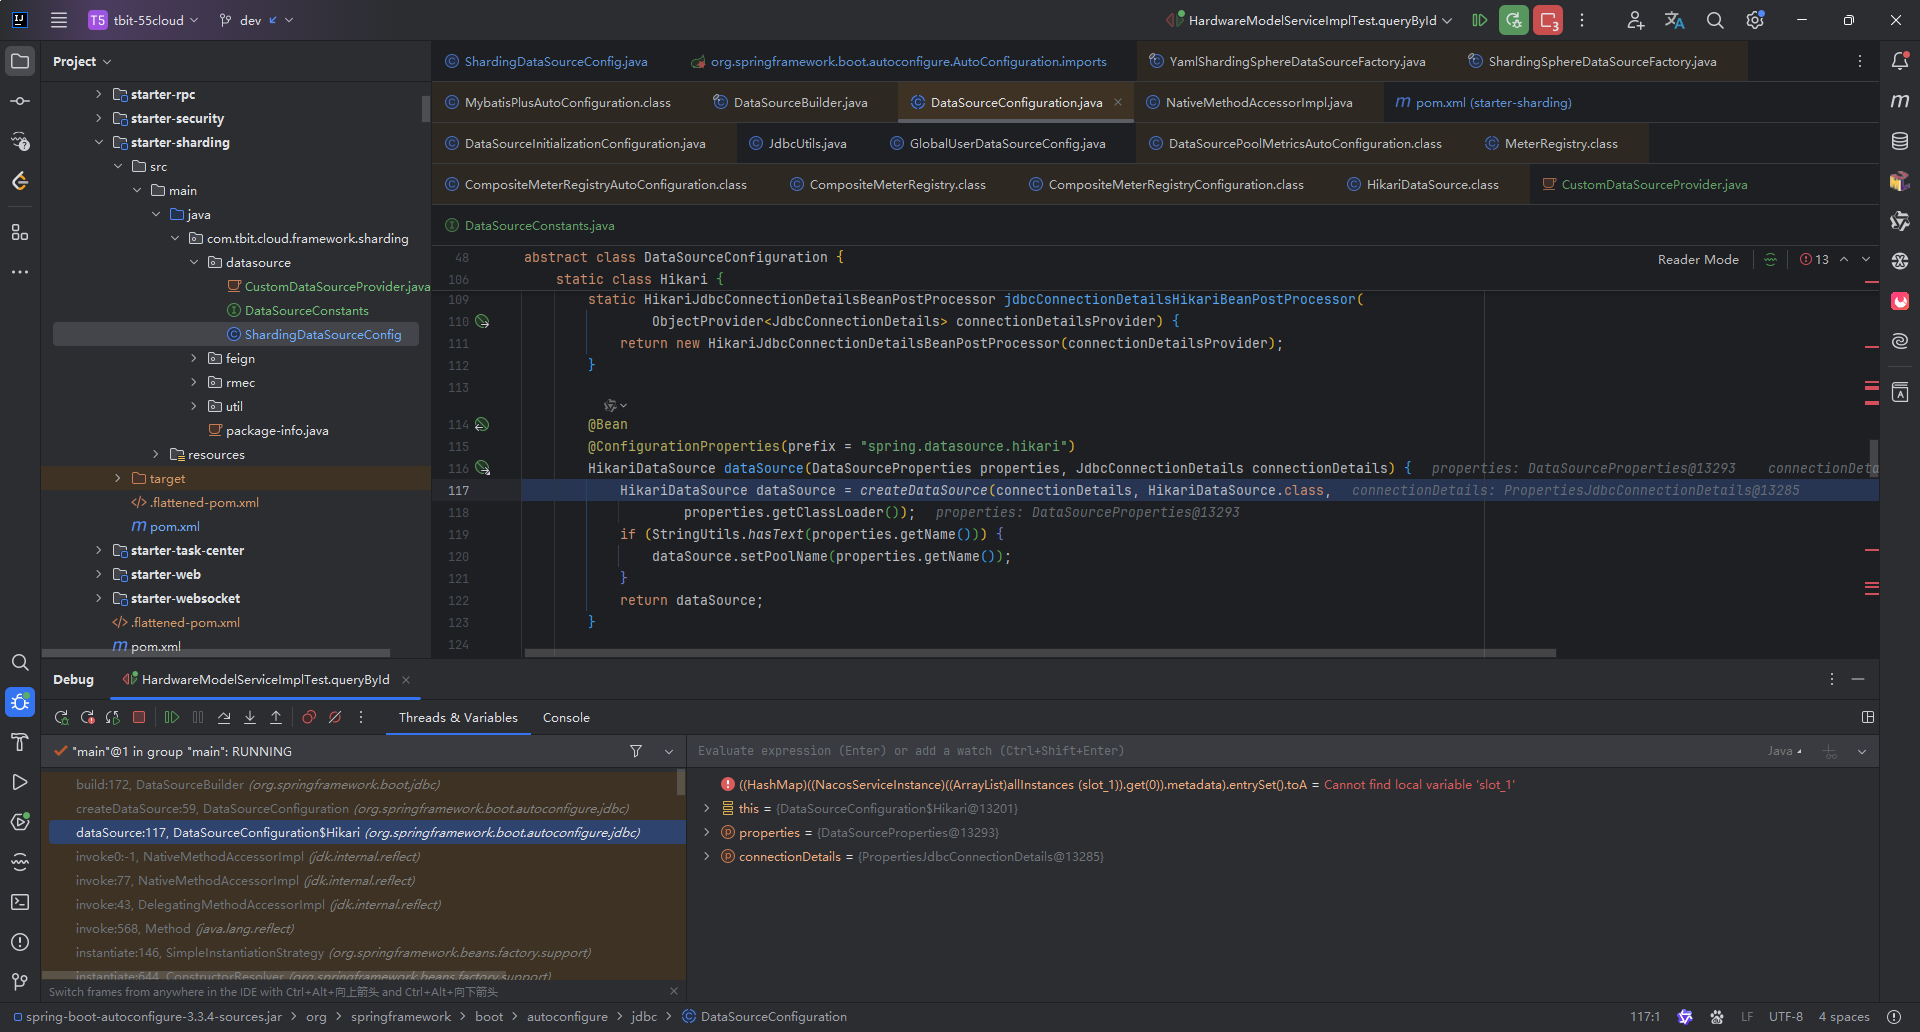 T5 tbit-55cloud dev HardwareModelServiceImplTest.queryById 3
Project
starter-rpc
starter-security
starter-sharding
src
main
java
com.tbit.cloud.framework.sharding
datasource
CustomDataSourceProvider.java
DataSourceConstants
ShardingDataSourceConfig
feign
rmec
util
package-info.java
resources
target
.flattened-pom.xml
pom.xml
starter-task-center
starter-web
starter-websocket
.flattened-pom.xml
pom.xml
ShardingDataSourceConfig.java org.springframework.boot.autoconfigure.AutoConfiguration.imports YamlShardingSphereDataSourceFactory.java ShardingSphereDataSourceFactory.java
MybatisPlusAutoConfiguration.class DataSourceBuilder.java DataSourceConfiguration.java NativeMethodAccessorImpl.java pom.xml (starter-sharding)
DataSourceInitializationConfiguration.java JdbcUtils.java GlobalUserDataSourceConfig.java DataSourcePoolMetricsAutoConfiguration.class MeterRegistry.class
CompositeMeterRegistryAutoConfiguration.class CompositeMeterRegistry.class CompositeMeterRegistryConfiguration.class HikariDataSource.class CustomDataSourceProvider.java
DataSourceConstants.java
48 abstract class DataSourceConfiguration { Reader Mode 13
106 static class Hikari {
109 static HikariJdbcConnectionDetailsBeanPostProcessor jdbcConnectionDetailsHikariBeanPostProcessor(
110 ObjectProvider<JdbcConnectionDetails> connectionDetailsProvider) {
111 return new HikariJdbcConnectionDetailsBeanPostProcessor(connectionDetailsProvider);
112 }
113
114 @Bean
115 @ConfigurationProperties(prefix = "spring.datasource.hikari")
116 HikariDataSource dataSource(DataSourceProperties properties, JdbcConnectionDetails connectionDetails) { properties: DataSourceProperties@13293 connectionDeta
117 HikariDataSource dataSource = createDataSource(connectionDetails, HikariDataSource.class, connectionDetails: PropertiesJdbcConnectionDetails@13285
118 properties.getClassLoader()); properties: DataSourceProperties@13293
119 if (StringUtils.hasText(properties.getName())) {
120 dataSource.setPoolName(properties.getName());
121 }
122 return dataSource;
123 }
124
Debug HardwareModelServiceImplTest.queryById
Threads & Variables Console
"main"@1 in group "main": RUNNING
build:172, DataSourceBuilder (org.springframework.boot.jdbc)
createDataSource:59, DataSourceConfiguration (org.springframework.boot.autoconfigure.jdbc)
dataSource:117, DataSourceConfiguration$Hikari (org.springframework.boot.autoconfigure.jdbc)
invoke0:-1, NativeMethodAccessorImpl (jdk.internal.reflect)
invoke:77, NativeMethodAccessorImpl (jdk.internal.reflect)
invoke:43, DelegatingMethodAccessorImpl (jdk.internal.reflect)
invoke:568, Method (java.lang.reflect)
instantiate:146, SimpleInstantiationStrategy (org.springframework.beans.factory.support)
instantiate:644, ConstructorResolver (org.springframework.beans.factory.support)
Switch frames from anywhere in the IDE with Ctrl+Alt+向上箭头 and Ctrl+Alt+向下箭头
Evaluate expression (Enter) or add a watch (Ctrl+Shift+Enter) Java
((HashMap)((NacosServiceInstance)((ArrayList)allInstances (slot_1)).get(0)).metadata).entrySet().toA = Cannot find local variable 'slot_1'
this = {DataSourceConfiguration$Hikari@13201}
properties = {DataSourceProperties@13293}
connectionDetails = {PropertiesJdbcConnectionDetails@13285}
spring-boot-autoconfigure-3.3.4-sources.jar org springframework boot autoconfigure jdbc DataSourceConfiguration 117:1 LF UTF-8 4 spaces